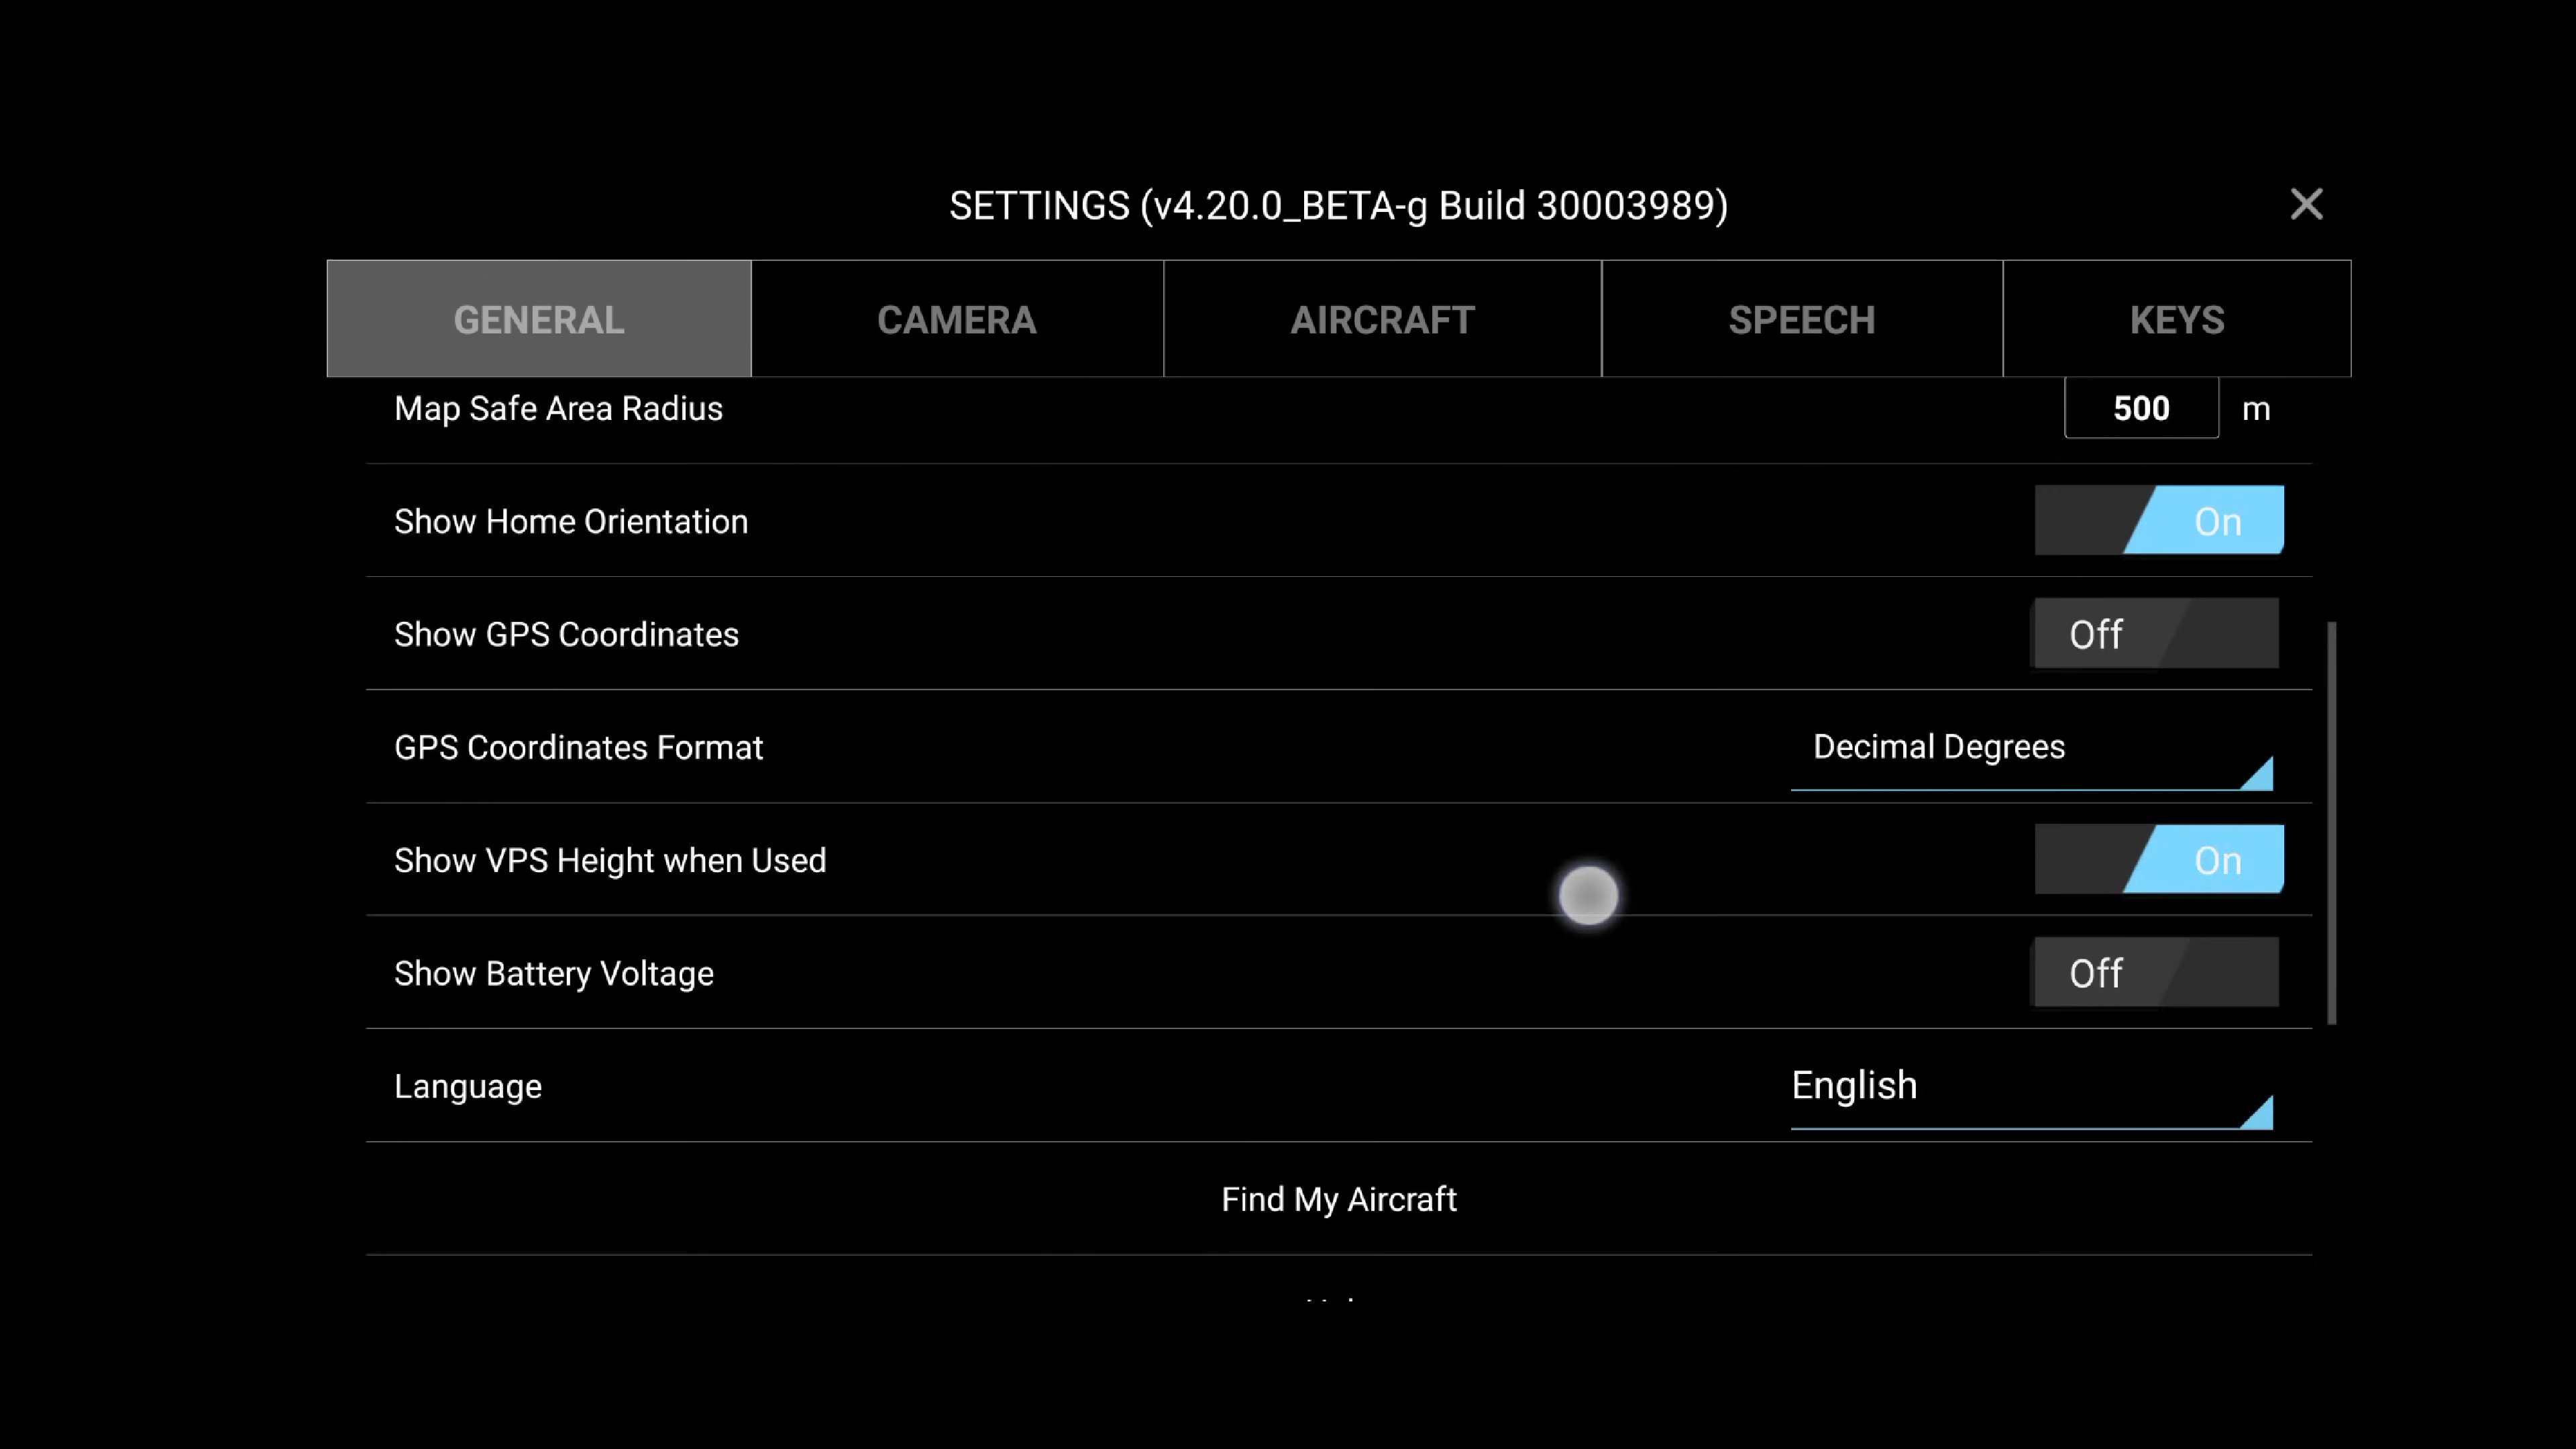 SETTINGS (v4.20.0_BETA-g Build 30003989)
GENERAL CAMERA AIRCRAFT SPEECH KEYS
Map Safe Area Radius 500 m
Show Home Orientation On
Show GPS Coordinates Off
GPS Coordinates Format Decimal Degrees
Show VPS Height when Used On
Show Battery Voltage Off
Language English
Find My Aircraft